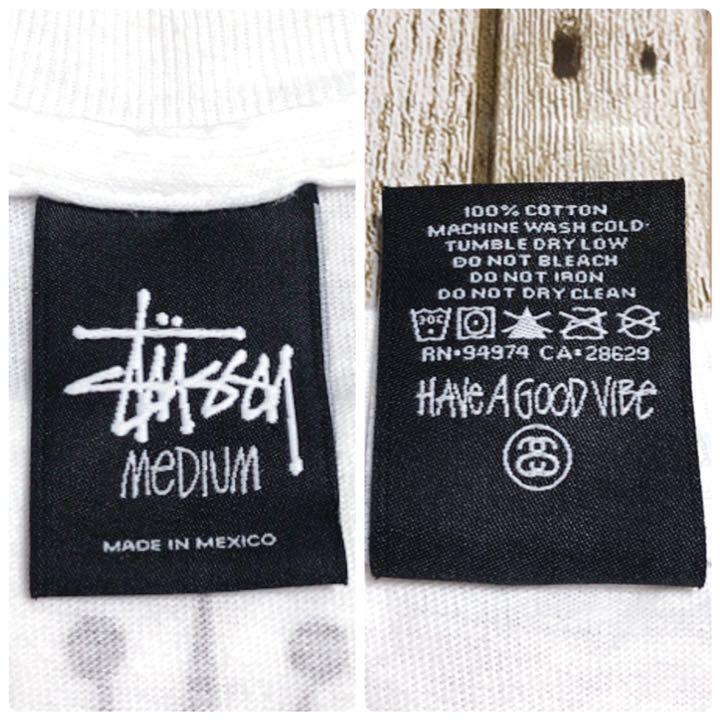 Stüssy
MEDIUM
MADE IN MEXICO
100% COTTON
MACHINE WASH COLD·
TUMBLE DRY LOW
DO NOT BLEACH
DO NOT IRON
DO NOT DRY CLEAN
30C
RN•94974 CA•28629
HAVE A GOOD VIBE